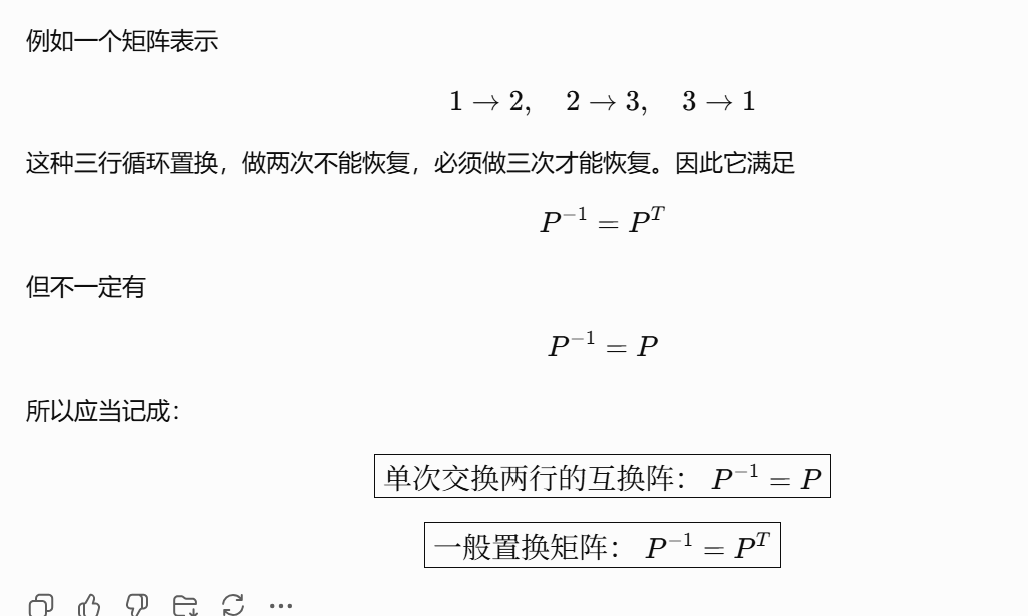 例如一个矩阵表示
1 → 2, 2 → 3, 3 → 1
这种三行循环置换，做两次不能恢复，必须做三次才能恢复。因此它满足
P⁻¹ = Pᵀ
但不一定有
P⁻¹ = P
所以应当记成：
单次交换两行的互换阵： P⁻¹ = P
一般置换矩阵： P⁻¹ = Pᵀ